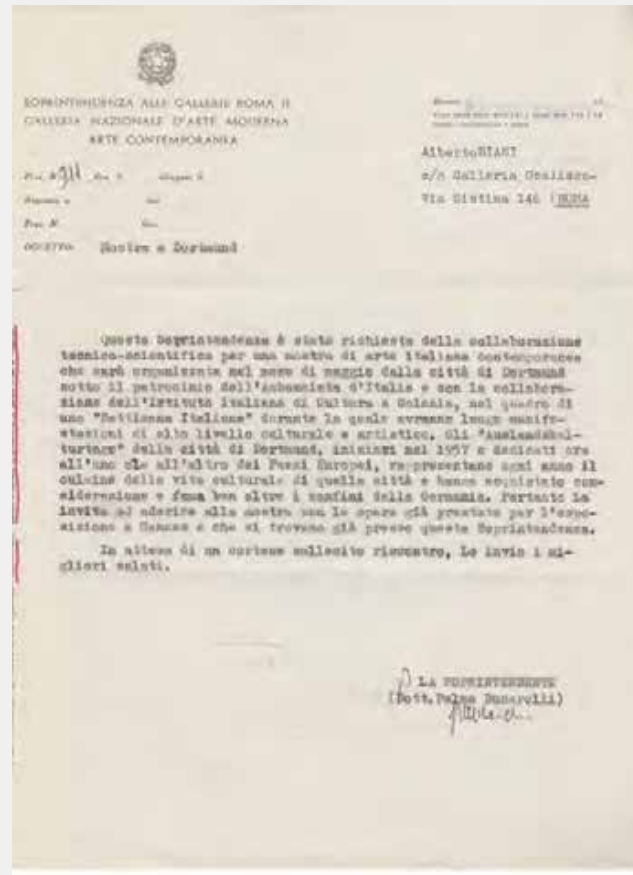 SOPRINTENDENZA ALLE GALLERIE ROMA II
GALLERIA NAZIONALE D'ARTE MODERNA
ARTE CONTEMPORANEA
Roma
Alberto
c/o Galleria Obelisco-
Via Sistina 146 ROMA
Prot. N. 911
Risposta a
Prot. N.
OGGETTO: Mostra a Dortmund
Questa Soprintendenza è stata richiesta della collaborazione
tecnico-scientifica per una mostra di arte italiana contemporanea
che sarà organizzata nel mese di maggio dalla città di Dortmund
sotto il patrocinio dell'Ambasciata d'Italia e con la collabora-
zione dell'Istituto Italiano di Cultura a Colonia, nel quadro di
una "Settimana Italiana" durante la quale avranno luogo manife-
stazioni di alto livello culturale e artistico. Gli "Auslandskul-
turtage" della città di Dortmund, iniziati nel 1957 e dedicati ora
all'uno ora all'altro dei Paesi Europei, rappresentano ogni anno il
culmine della vita culturale di quella città e hanno acquistato con-
siderazione e fama ben oltre i confini della Germania. Pertanto La
invito ad aderire alla mostra con le opere già prestate per l'espo-
sizione a e che si trovano già presso questa Soprintendenza.
In attesa di un cortese sollecito riscontro, Le invio i mi-
gliori saluti.
LA SOPRINTENDENTE
(Dott. Palma Bucarelli)